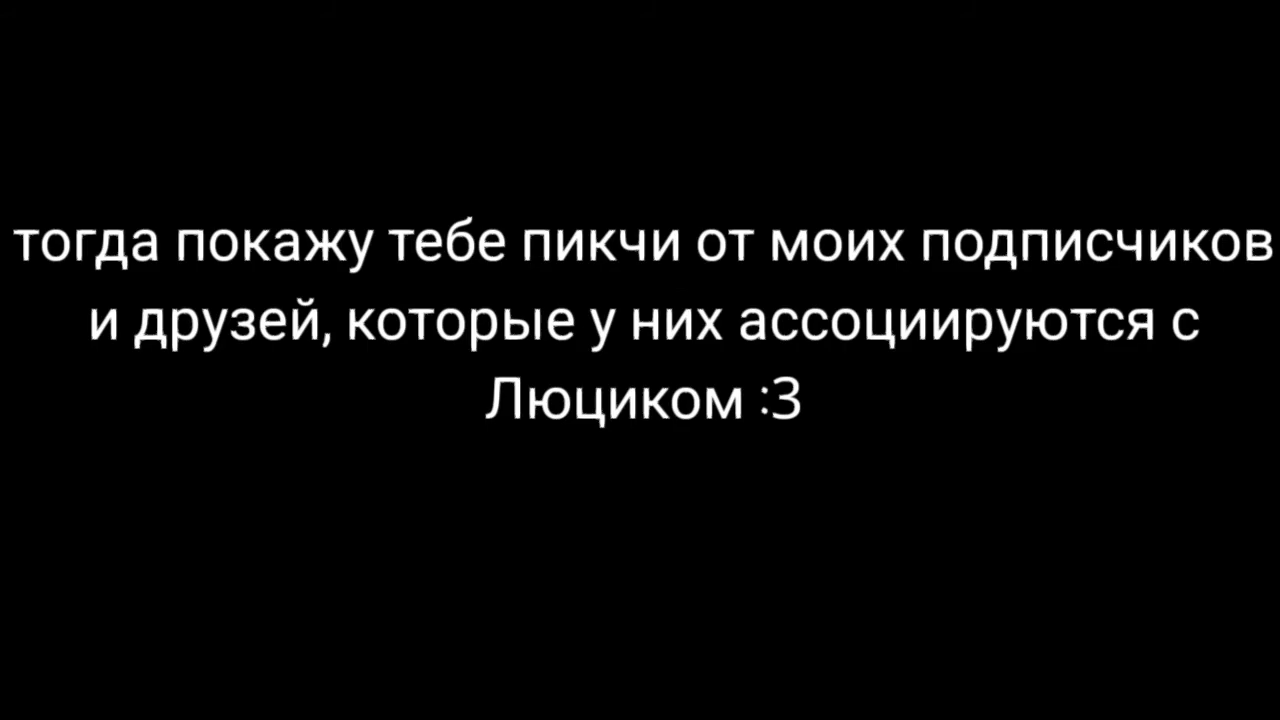 тогда покажу тебе пикчи от моих подписчиков
и друзей, которые у них ассоциируются с
Люциком :3